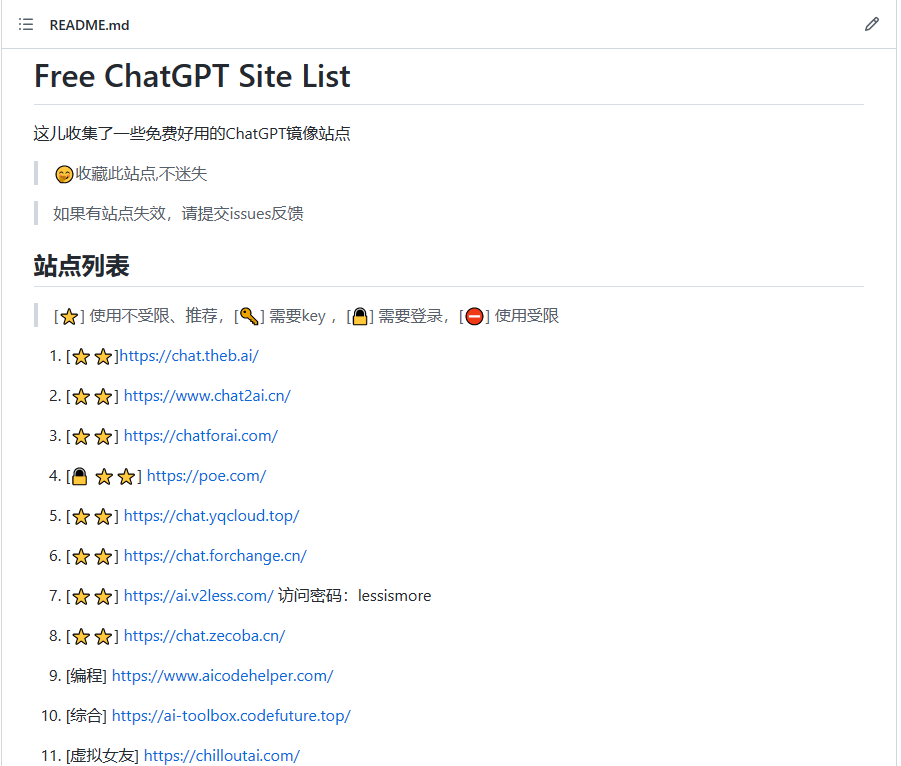 README.md
Free ChatGPT Site List
这儿收集了一些免费好用的ChatGPT镜像站点
😋收藏此站点,不迷失
如果有站点失效，请提交issues反馈
站点列表
[⭐] 使用不受限、推荐，[🔑] 需要key ，[🔒] 需要登录，[⛔] 使用受限
1. [⭐⭐]https://chat.theb.ai/
2. [⭐⭐] https://www.chat2ai.cn/
3. [⭐⭐] https://chatforai.com/
4. [🔒 ⭐⭐] https://poe.com/
5. [⭐⭐] https://chat.yqcloud.top/
6. [⭐⭐] https://chat.forchange.cn/
7. [⭐⭐] https://ai.v2less.com/ 访问密码：lessismore
8. [⭐⭐] https://chat.zecoba.cn/
9. [编程] https://www.aicodehelper.com/
10. [综合] https://ai-toolbox.codefuture.top/
11. [虚拟女友] https://chilloutai.com/